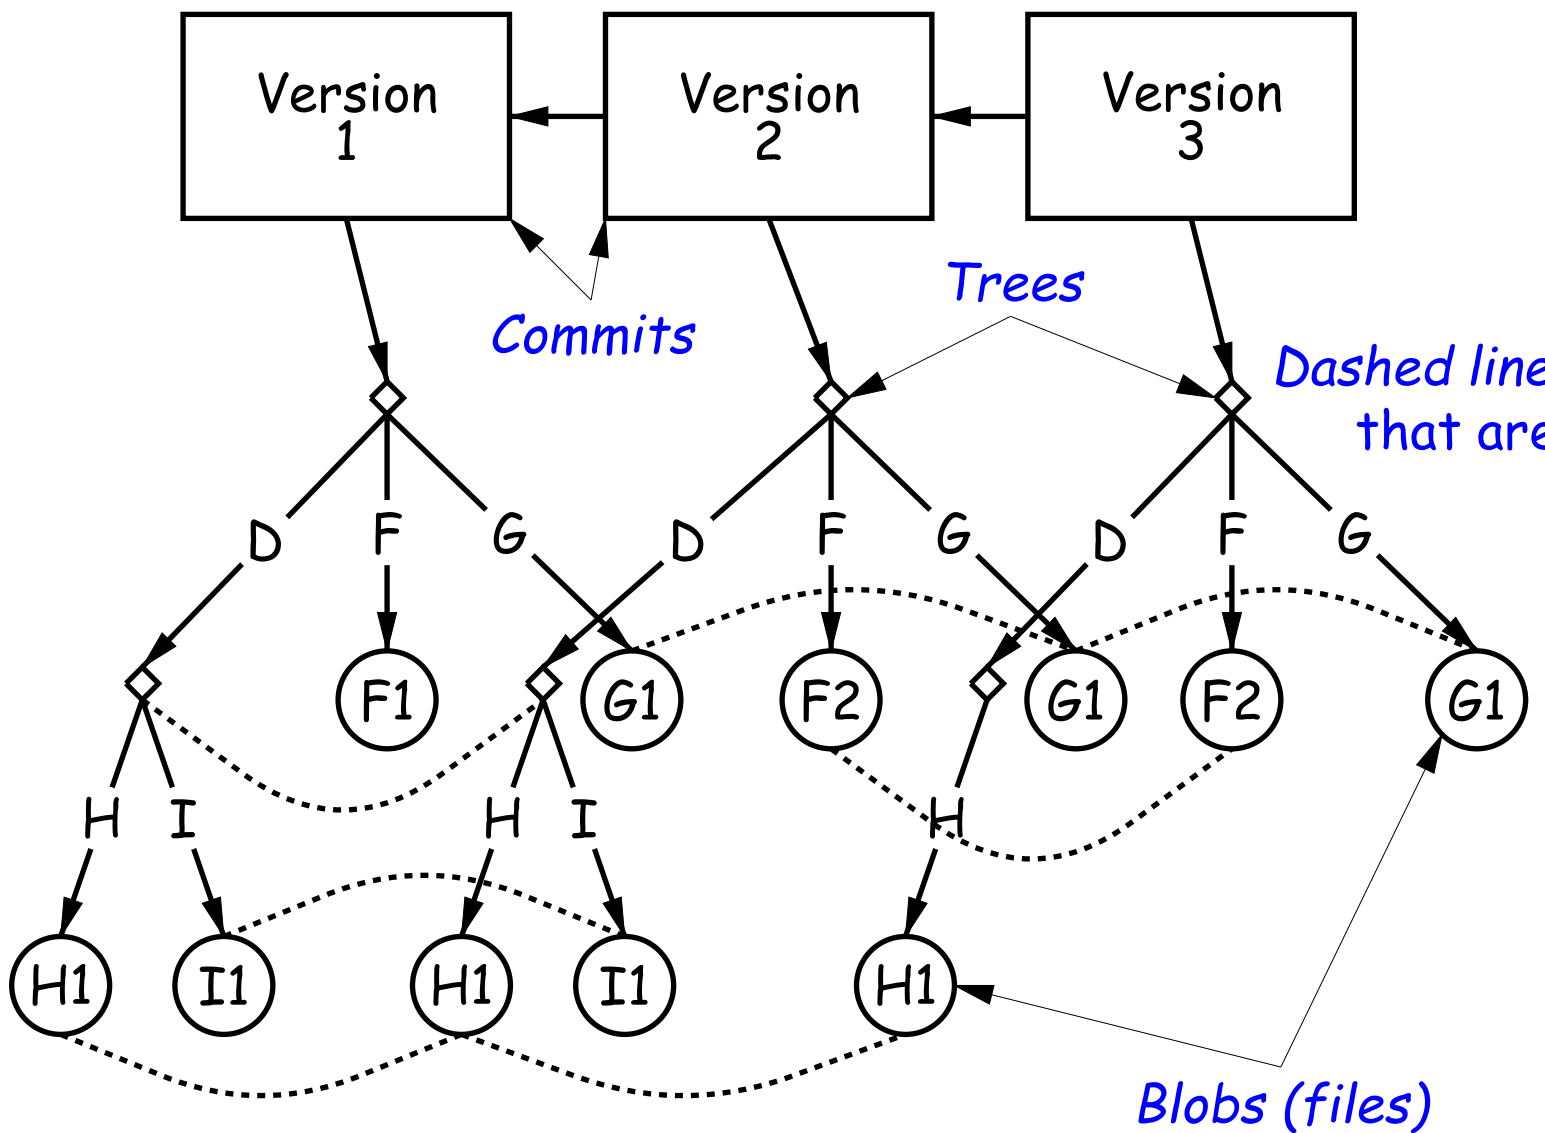 Version
1
Version
2
Version
3
Commits
Trees
Dashed line
that are
D
F
G
D
F
G
D
F
G
F1
G1
F2
G1
F2
G1
H
I
H
I
H
H1
I1
H1
I1
H1
Blobs (files)